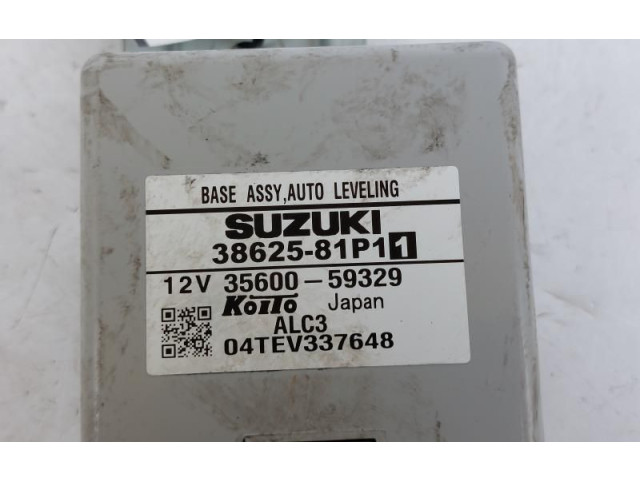 BASE ASSY,AUTO LEVELING
SUZUKI
38625-81P11
12V 35600-59329
KOITO Japan
ALC3
04TEV337648